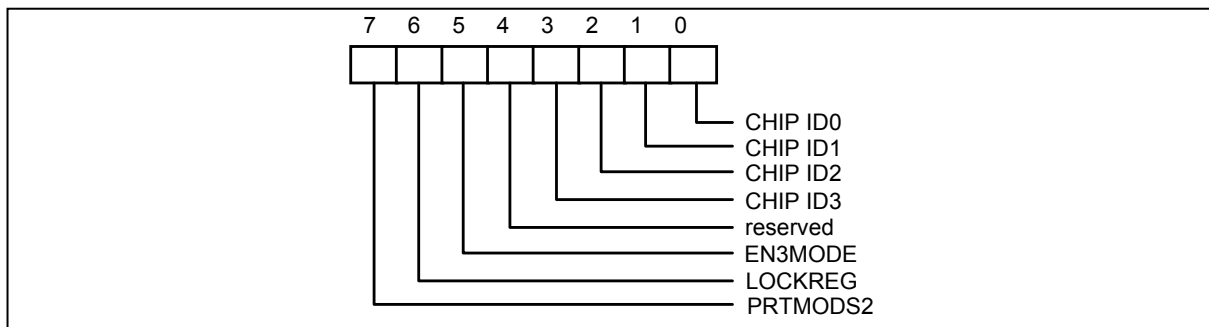 7 6 5 4 3 2 1 0
CHIP ID0
CHIP ID1
CHIP ID2
CHIP ID3
reserved
EN3MODE
LOCKREG
PRTMODS2